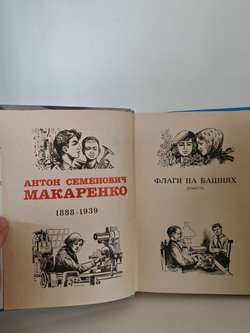 АНТОН СЕМЕНОВИЧ
МАКАРЕНКО
1888-1939
ФЛАГИ НА БАШНЯХ
ПОВЕСТЬ